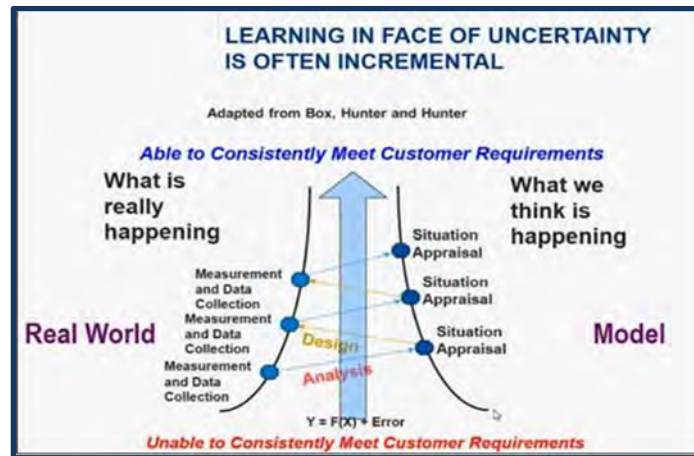 LEARNING IN FACE OF UNCERTAINTY
IS OFTEN INCREMENTAL
Adapted from Box, Hunter and Hunter
Able to Consistently Meet Customer Requirements
What is
really
happening
What we
think is
happening
Situation
Appraisal
Measurement
and Data
Collection
Situation
Appraisal
Real World
Measurement
and Data
Collection
Design
Situation
Appraisal
Model
Measurement
and Data
Collection
Analysis
Y = F(X) + Error
Unable to Consistently Meet Customer Requirements